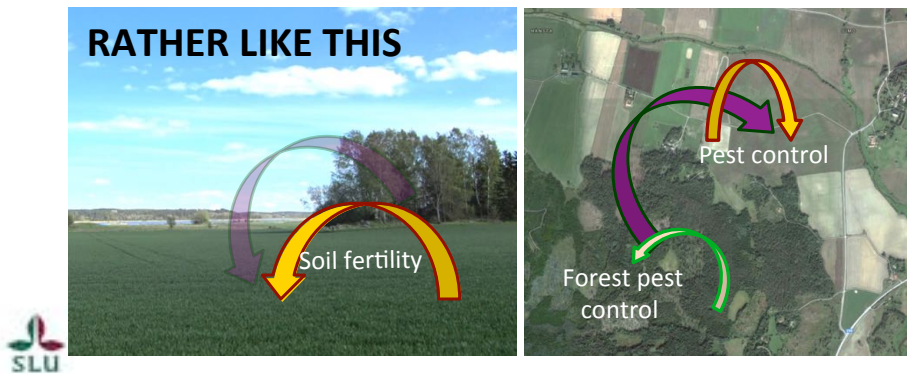 RATHER LIKE THIS
Soil fertility
Pest control
Forest pest
control
SLU